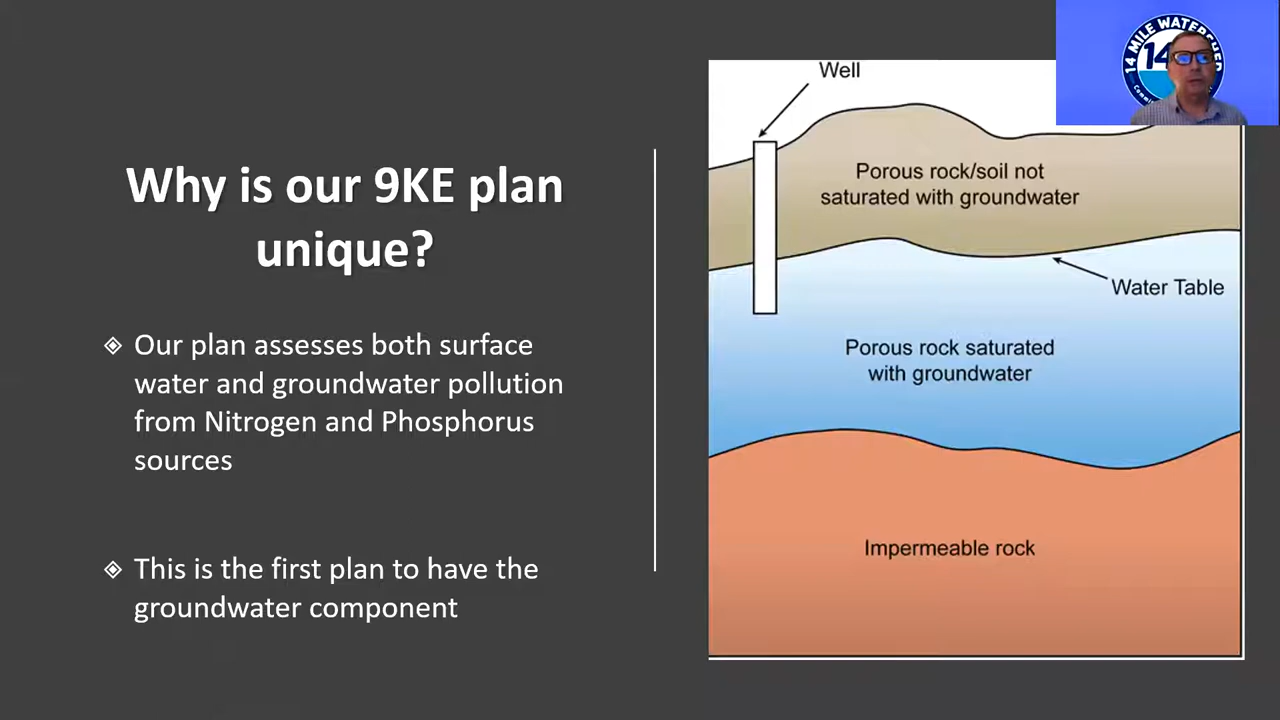 Why is our 9KE plan
unique?
Our plan assesses both surface
water and groundwater pollution
from Nitrogen and Phosphorus
sources
This is the first plan to have the
groundwater component
Well
Porous rock/soil not
saturated with groundwater
Water Table
Porous rock saturated
with groundwater
Impermeable rock
14 MILE WATERSHED
14